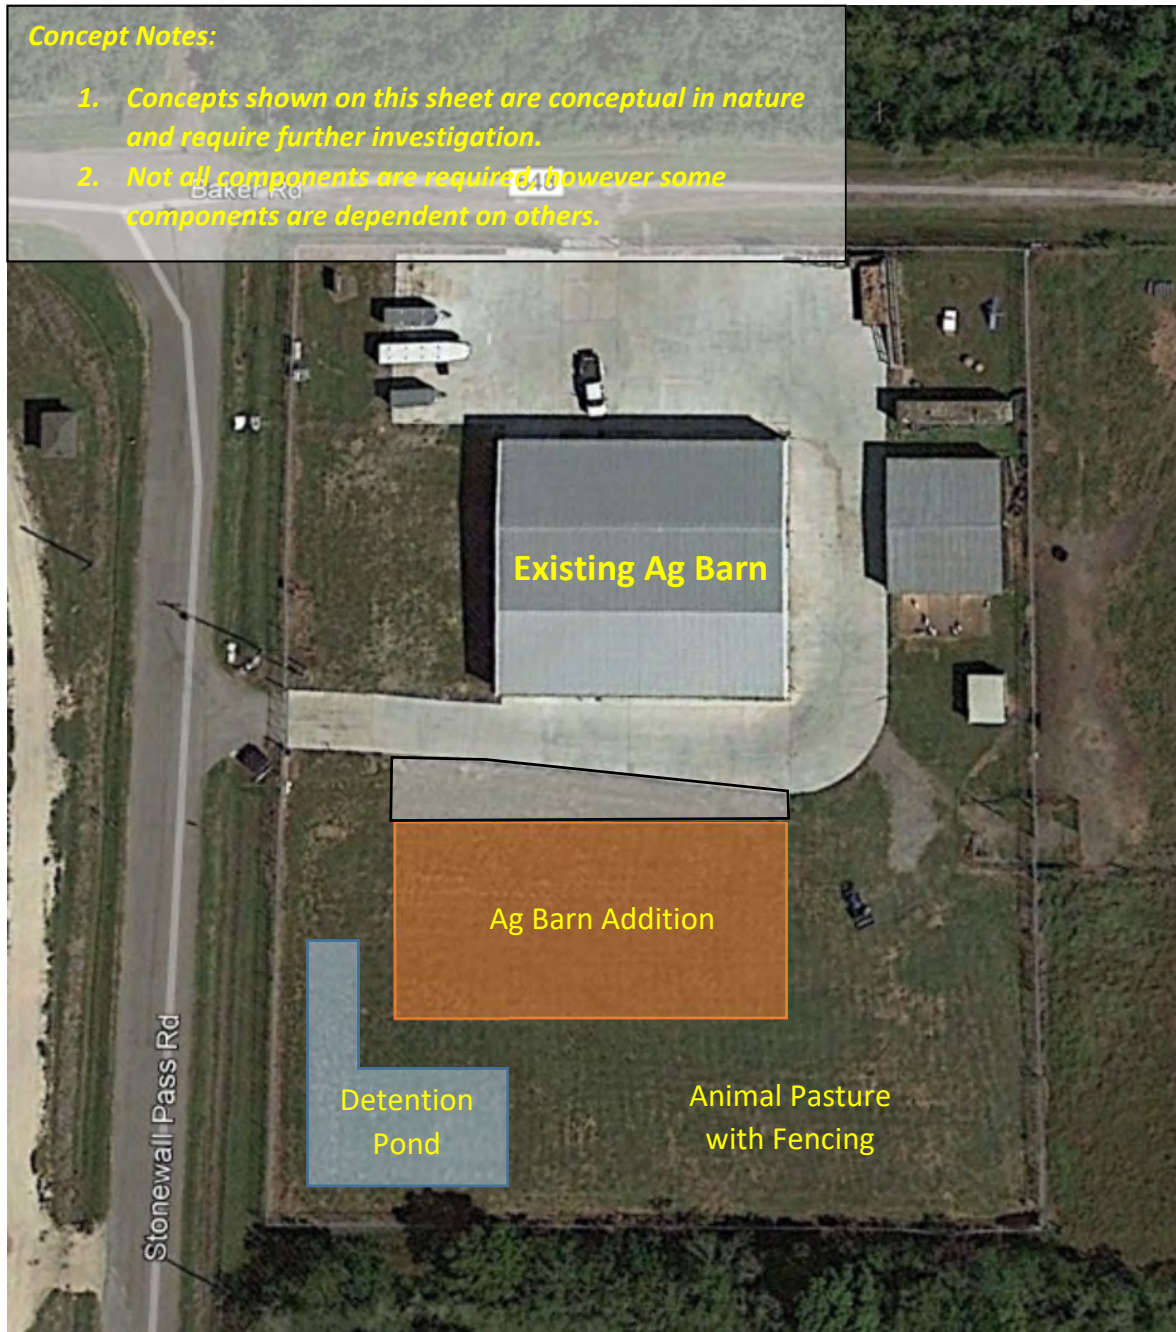 Concept Notes:
1. Concepts shown on this sheet are conceptual in nature
and require further investigation.
2. Not all components are required, however some
components are dependent on others.
Baker Rd
646
Existing Ag Barn
Ag Barn Addition
Detention
Pond
Animal Pasture
with Fencing
Stonewall Pass Rd